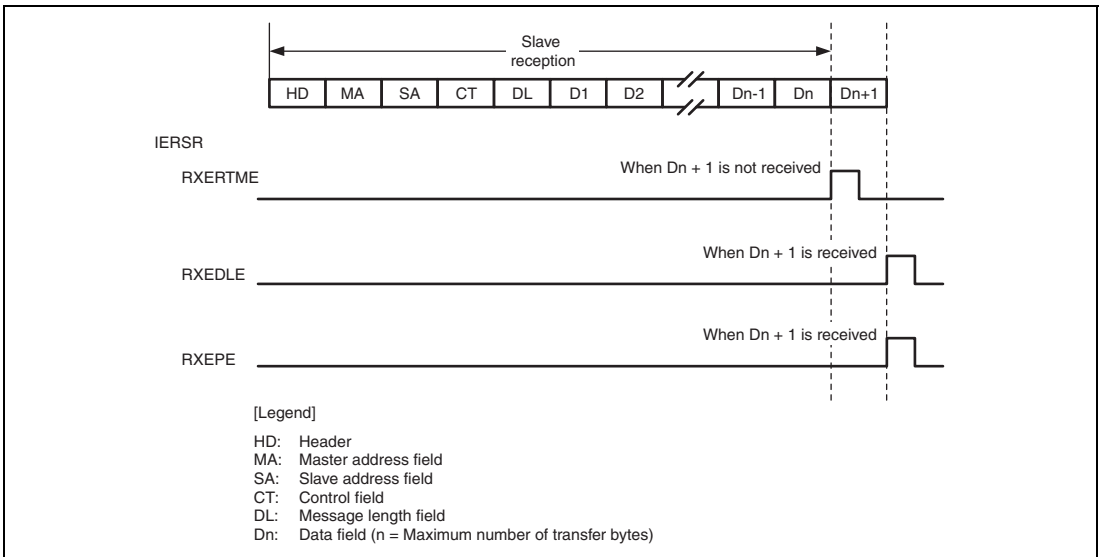 Slave
reception
HD MA SA CT DL D1 D2 Dn-1 Dn Dn+1
IERSR
When Dn + 1 is not received
RXERTME
When Dn + 1 is received
RXEDLE
When Dn + 1 is received
RXEPE
[Legend]
HD: Header
MA: Master address field
SA: Slave address field
CT: Control field
DL: Message length field
Dn: Data field (n = Maximum number of transfer bytes)